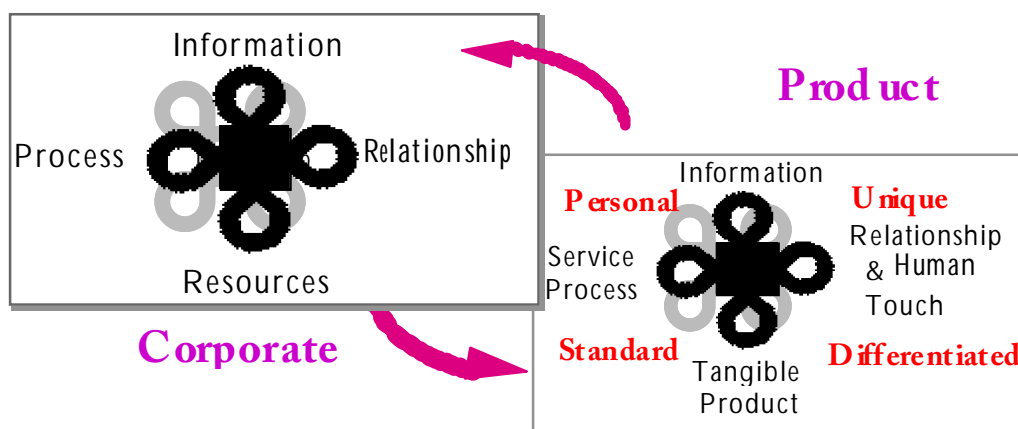 Information
Process
Relationship
Resources
Corporate
Product
Information
Personal
Unique
Service
Process
Relationship
& Human
Touch
Standard
Differentiated
Tangible
Product